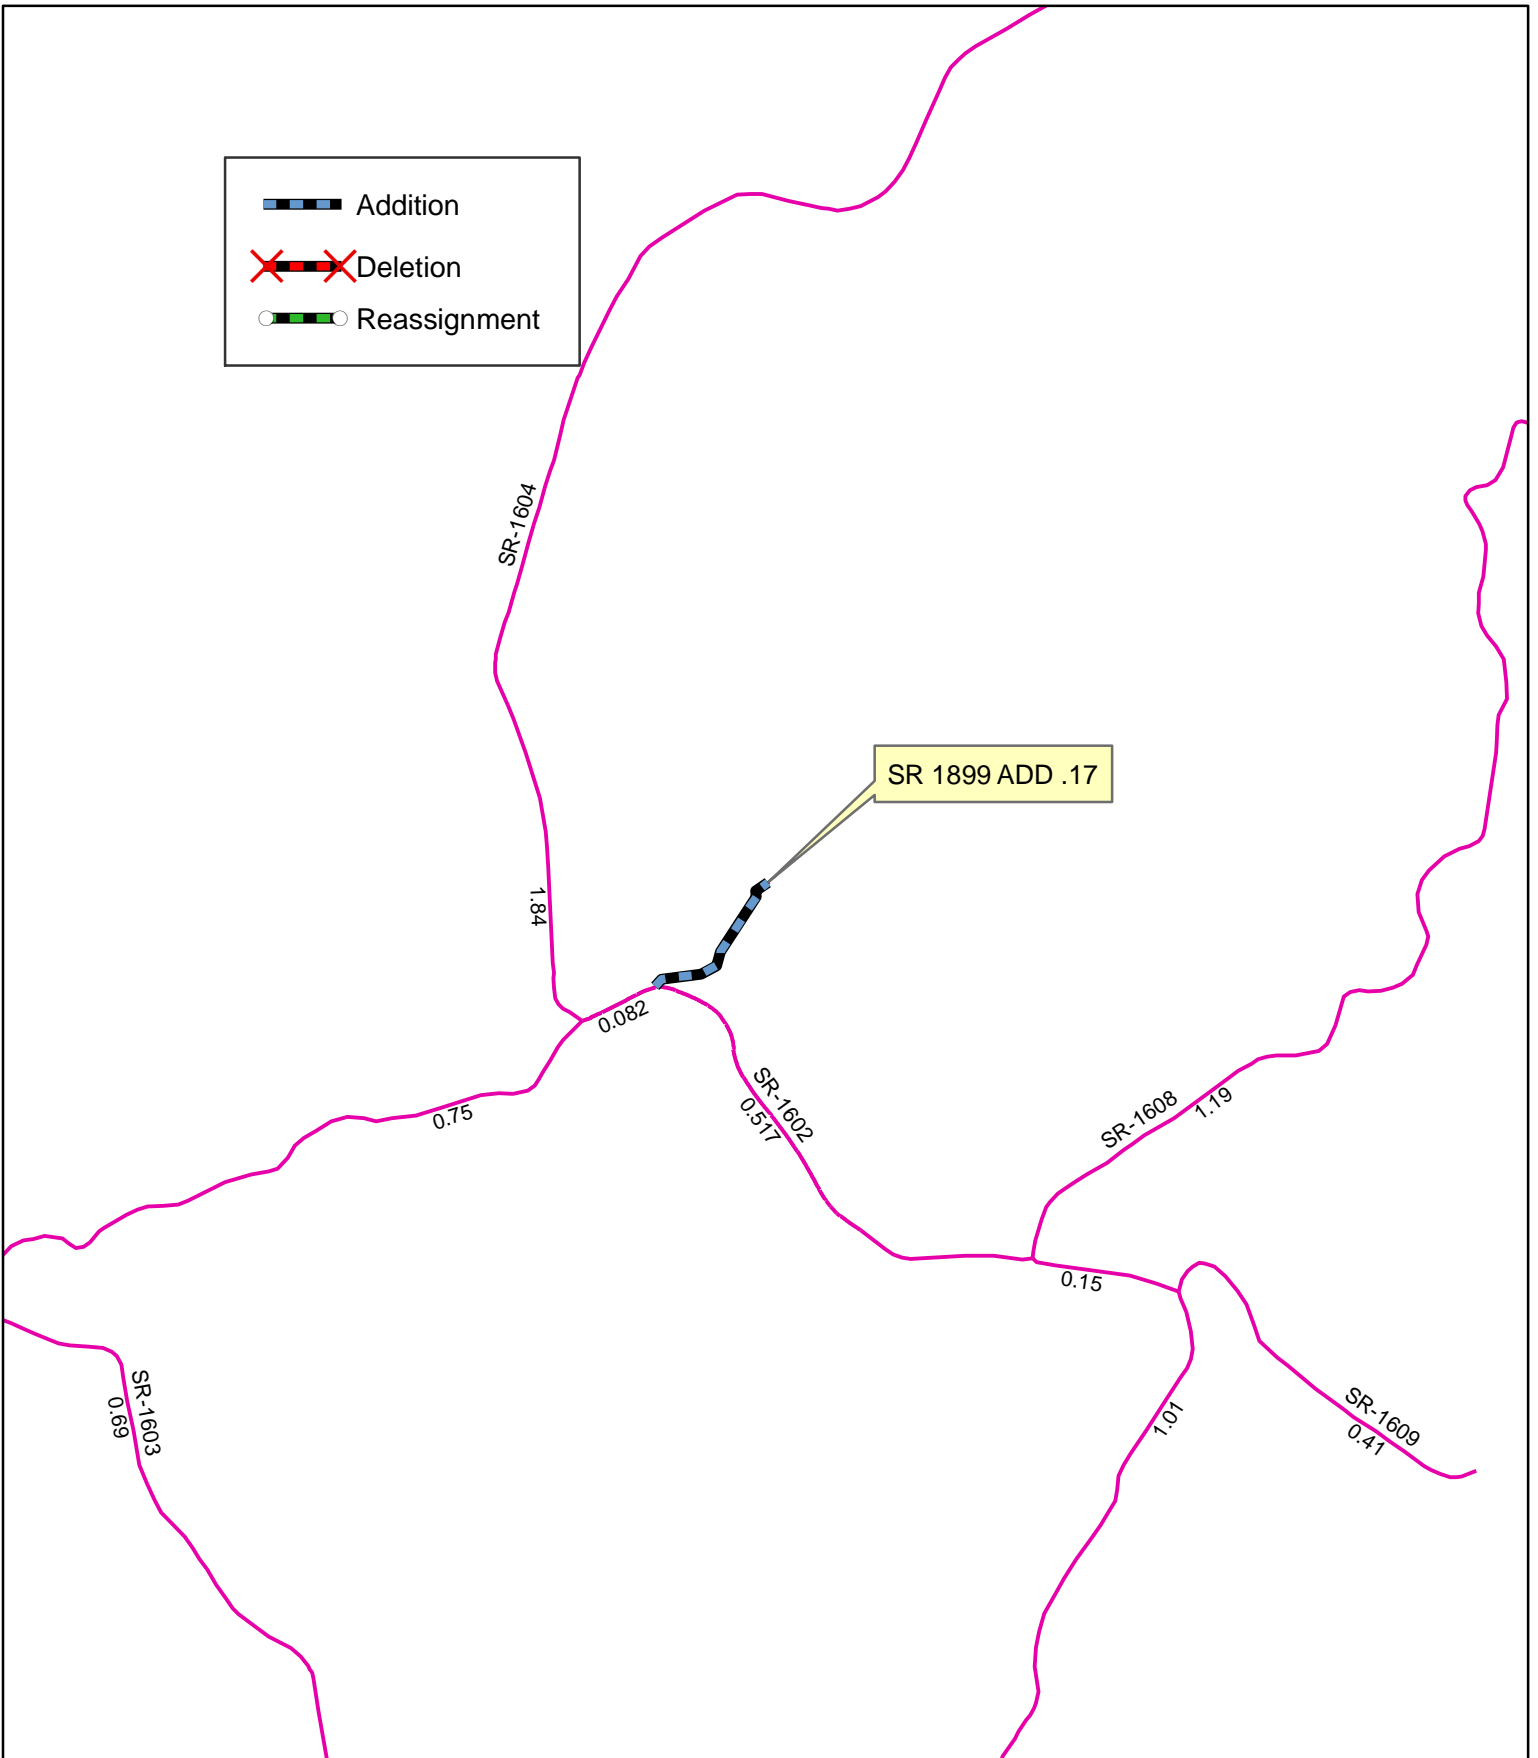 Addition
Deletion
Reassignment
SR-1604
SR 1899 ADD .17
1.84
0.082
0.75
SR-1602
0.517
SR-1608
1.19
0.15
SR-1603
0.69
1.01
SR-1609
0.41